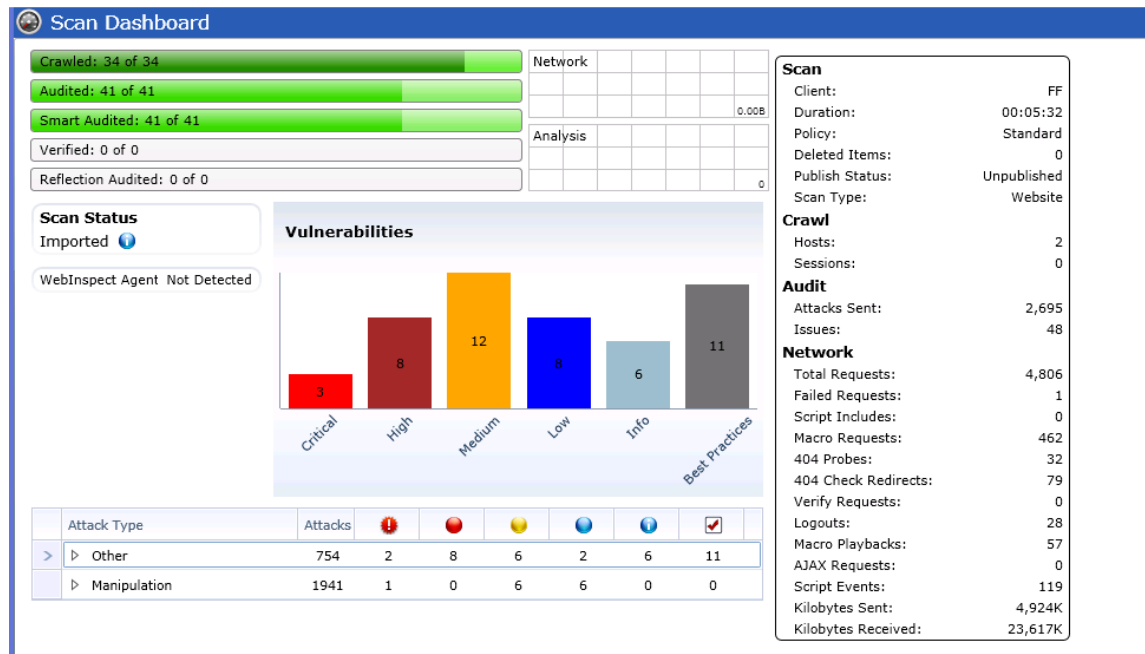 Scan Dashboard
Crawled: 34 of 34
Audited: 41 of 41
Smart Audited: 41 of 41
Verified: 0 of 0
Reflection Audited: 0 of 0
Network
0.00B
Analysis
0
Scan Status
Imported
WebInspect Agent Not Detected
Vulnerabilities
3
8
12
8
6
11
Critical
High
Medium
Low
Info
Best Practices
Attack Type Attacks
Other 754 2 8 6 2 6 11
Manipulation 1941 1 0 6 6 0 0
Scan
Client: FF
Duration: 00:05:32
Policy: Standard
Deleted Items: 0
Publish Status: Unpublished
Scan Type: Website
Crawl
Hosts: 2
Sessions: 0
Audit
Attacks Sent: 2,695
Issues: 48
Network
Total Requests: 4,806
Failed Requests: 1
Script Includes: 0
Macro Requests: 462
404 Probes: 32
404 Check Redirects: 79
Verify Requests: 0
Logouts: 28
Macro Playbacks: 57
AJAX Requests: 0
Script Events: 119
Kilobytes Sent: 4,924K
Kilobytes Received: 23,617K